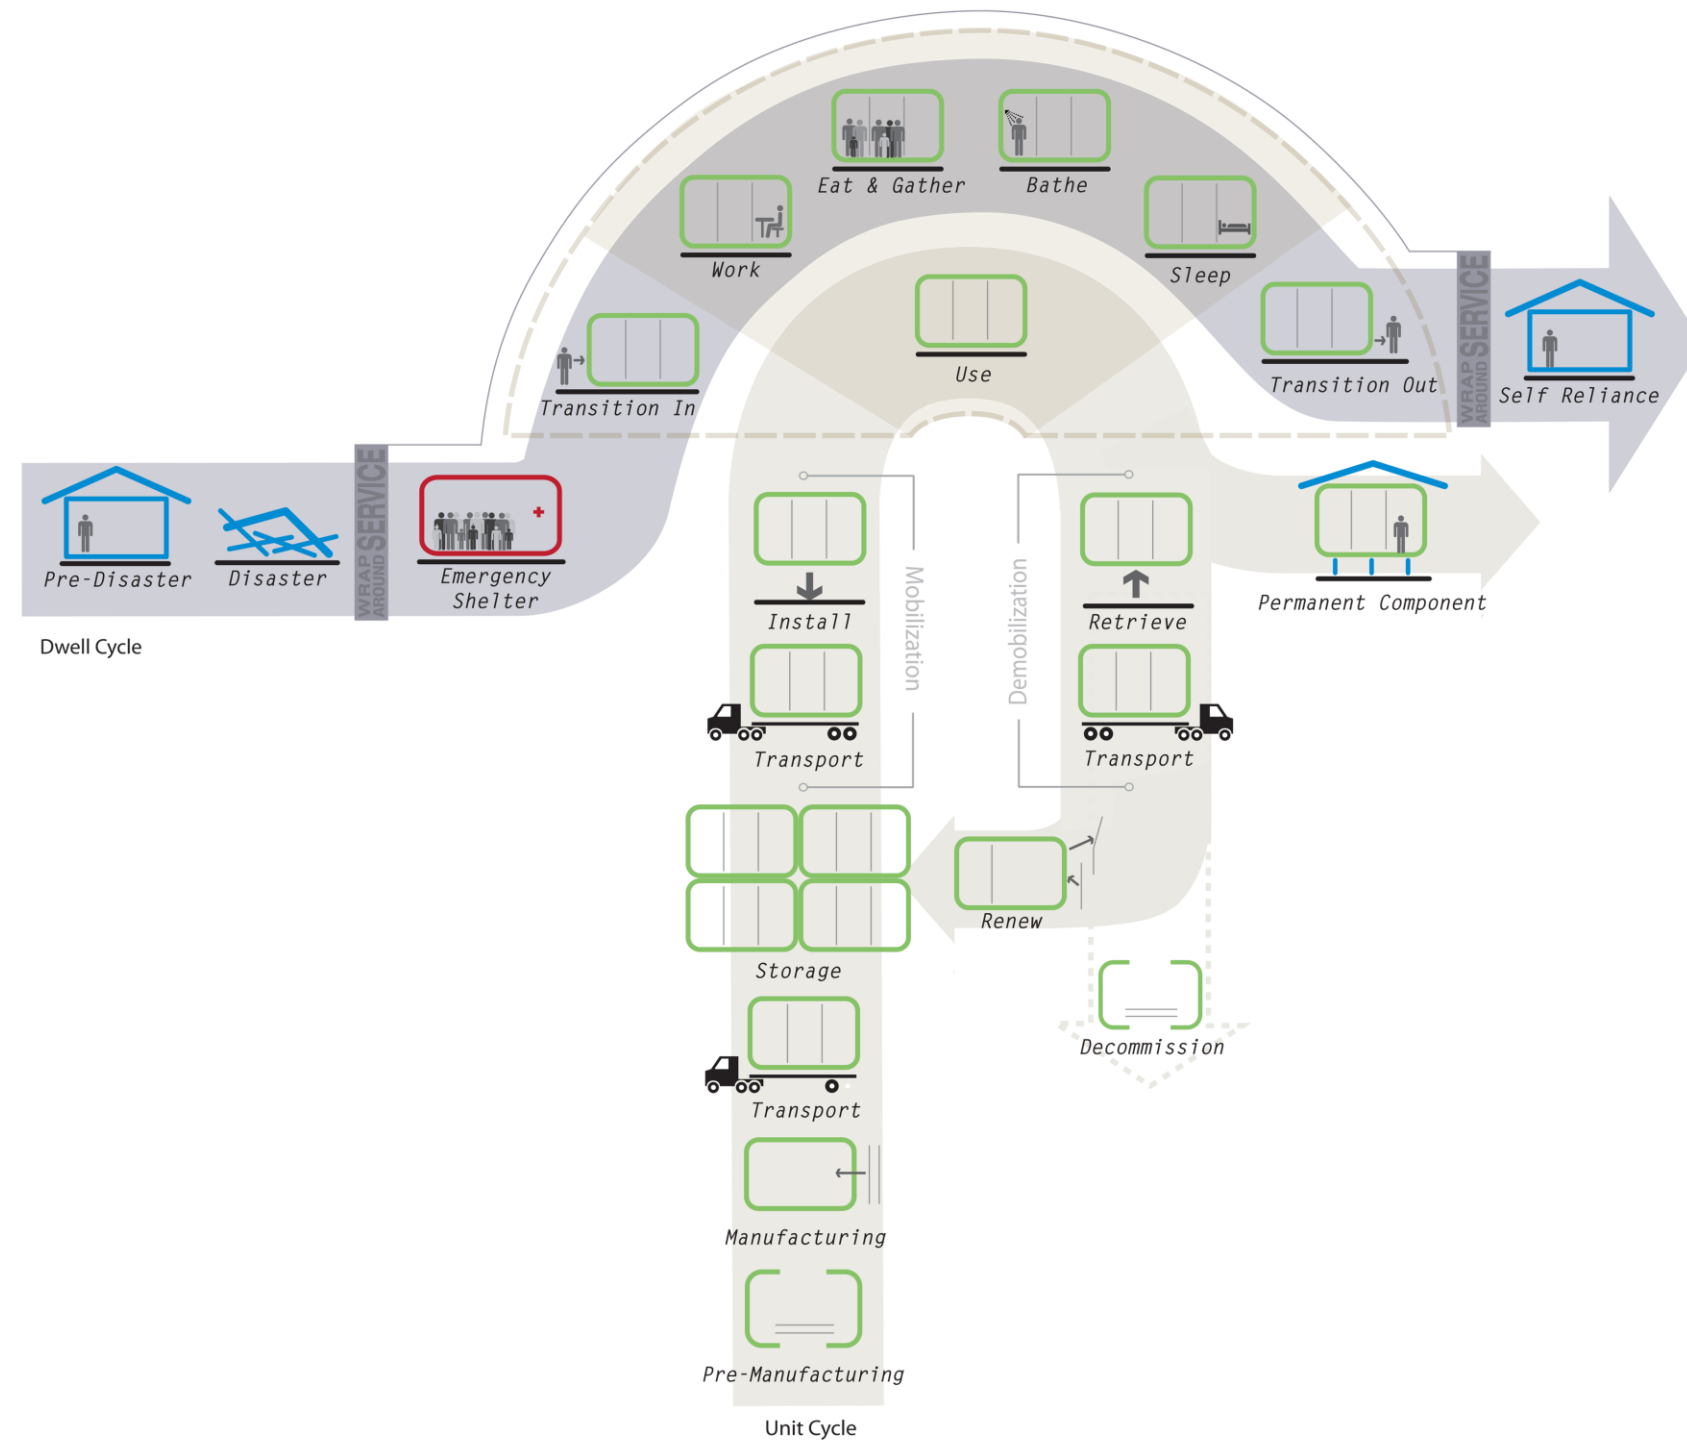 Eat & Gather
Bathe
Work
Sleep
Use
Transition In
Transition Out
WRAP
AROUND
SERVICE
Self Reliance
Pre-Disaster
Disaster
WRAP
AROUND
SERVICE
Emergency
Shelter
Dwell Cycle
Install
Mobilization
Demobilization
Retrieve
Permanent Component
Transport
Transport
Renew
Storage
Decommission
Transport
Manufacturing
Pre-Manufacturing
Unit Cycle